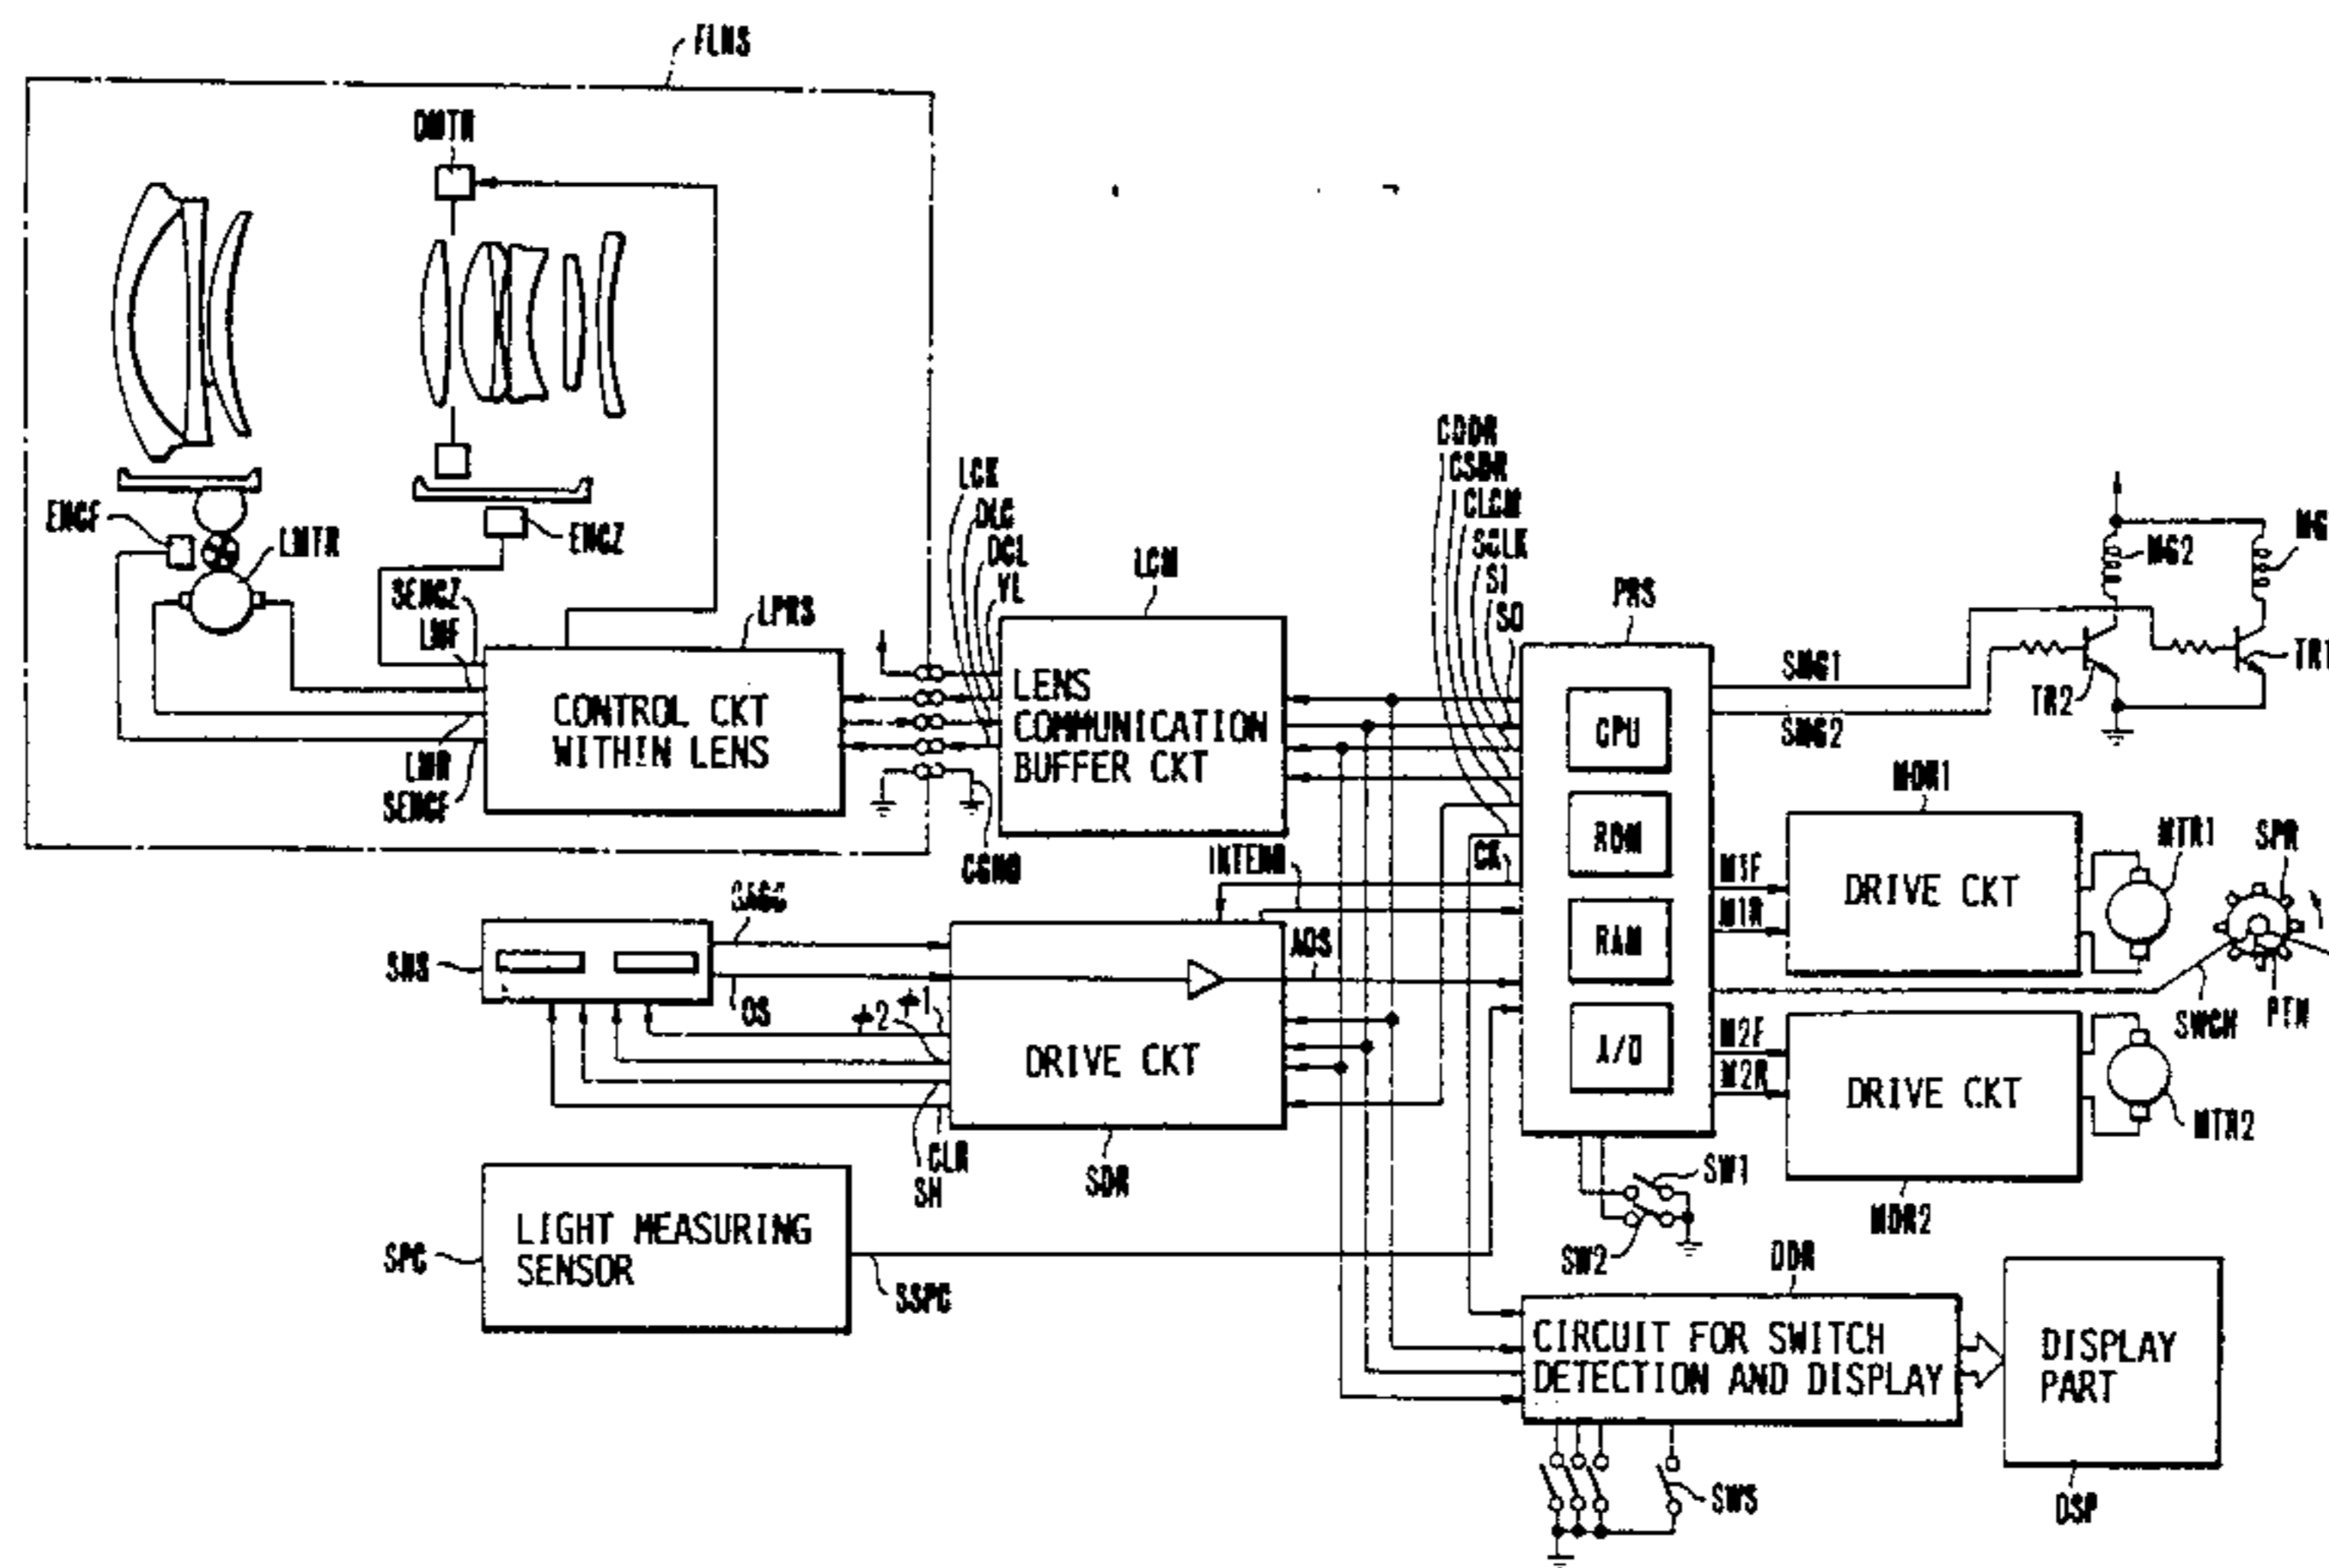 FLNS
DMTR
ENCF
LMTR
ENCZ
SENCZ
LMF
LPRS
CONTROL CKT
WITHIN LENS
LMR
SENCF
LCK
DLC
DCL
VL
LCM
LENS
COMMUNICATION
BUFFER CKT
CGND
CDDR
CSDR
CLCM
SCLK
SI
SO
PRS
CPU
ROM
RAM
A/D
SMG1
SMG2
MG2
TR2
TR1
MDR1
M1F
M1R
DRIVE CKT
MTR1
SPR
SWCH
PTN
M2F
M2R
DRIVE CKT
MTR2
MDR2
CK
INTEND
SAGC
SNS
OS
φ2
φ1
AOS
DRIVE CKT
CLR
SH
SDR
SW1
SW2
LIGHT MEASURING
SENSOR
SPC
SSPC
DDR
CIRCUIT FOR SWITCH
DETECTION AND DISPLAY
DISPLAY
PART
SWS
DSP